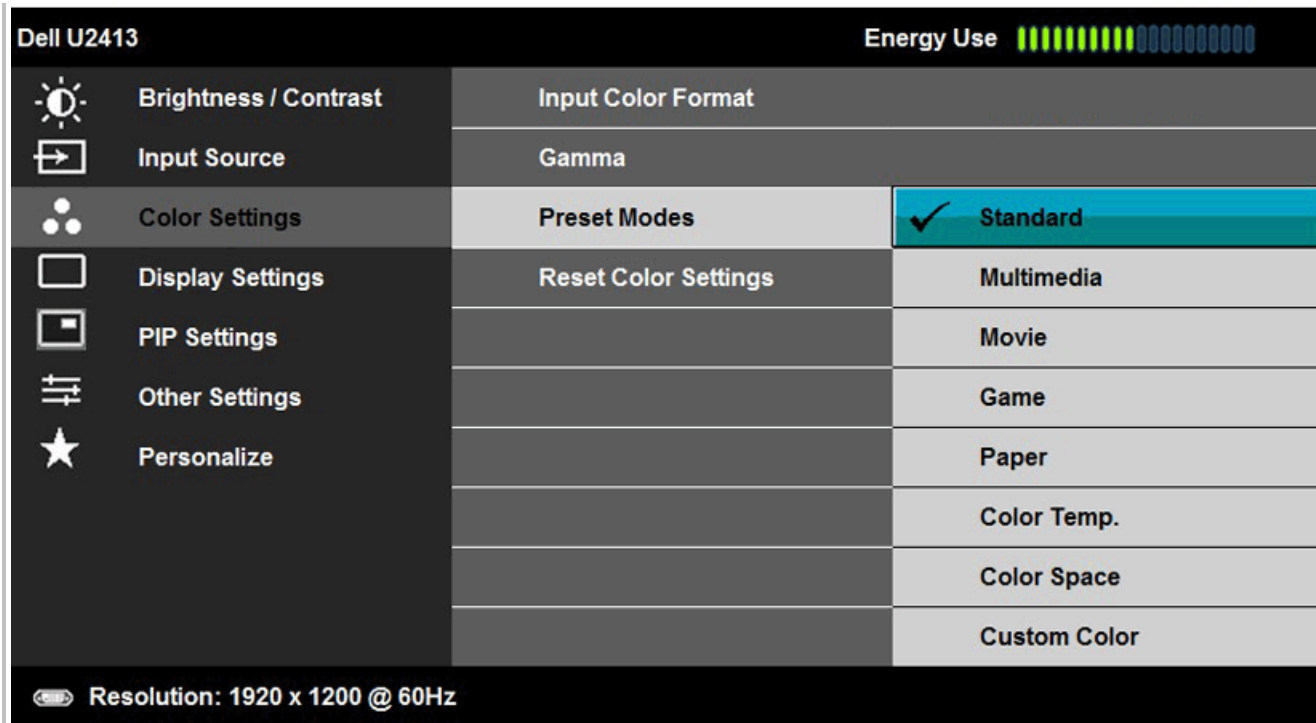 Dell U2413 Energy Use
Brightness / Contrast Input Color Format
Input Source Gamma
Color Settings Preset Modes Standard
Display Settings Reset Color Settings Multimedia
PIP Settings Movie
Other Settings Game
Personalize Paper
Color Temp.
Color Space
Custom Color
Resolution: 1920 x 1200 @ 60Hz